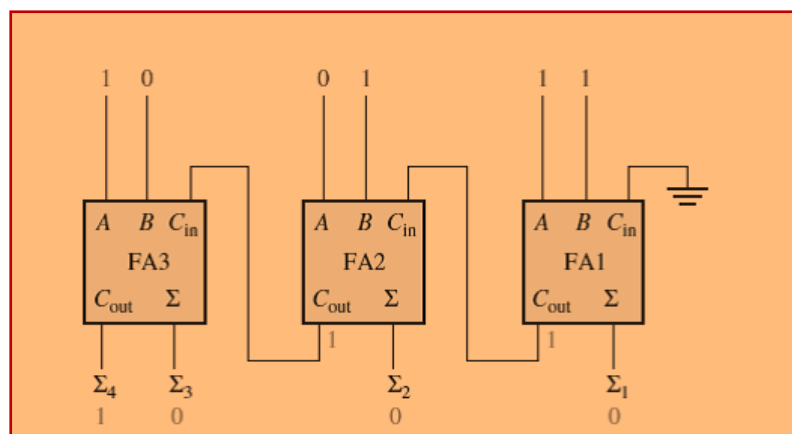 1 0 0 1 1 1
A B Cin A B Cin A B Cin
FA3 FA2 FA1
Cout Σ Cout Σ Cout Σ
1 1
Σ4 Σ3 Σ2 Σ1
1 0 0 0